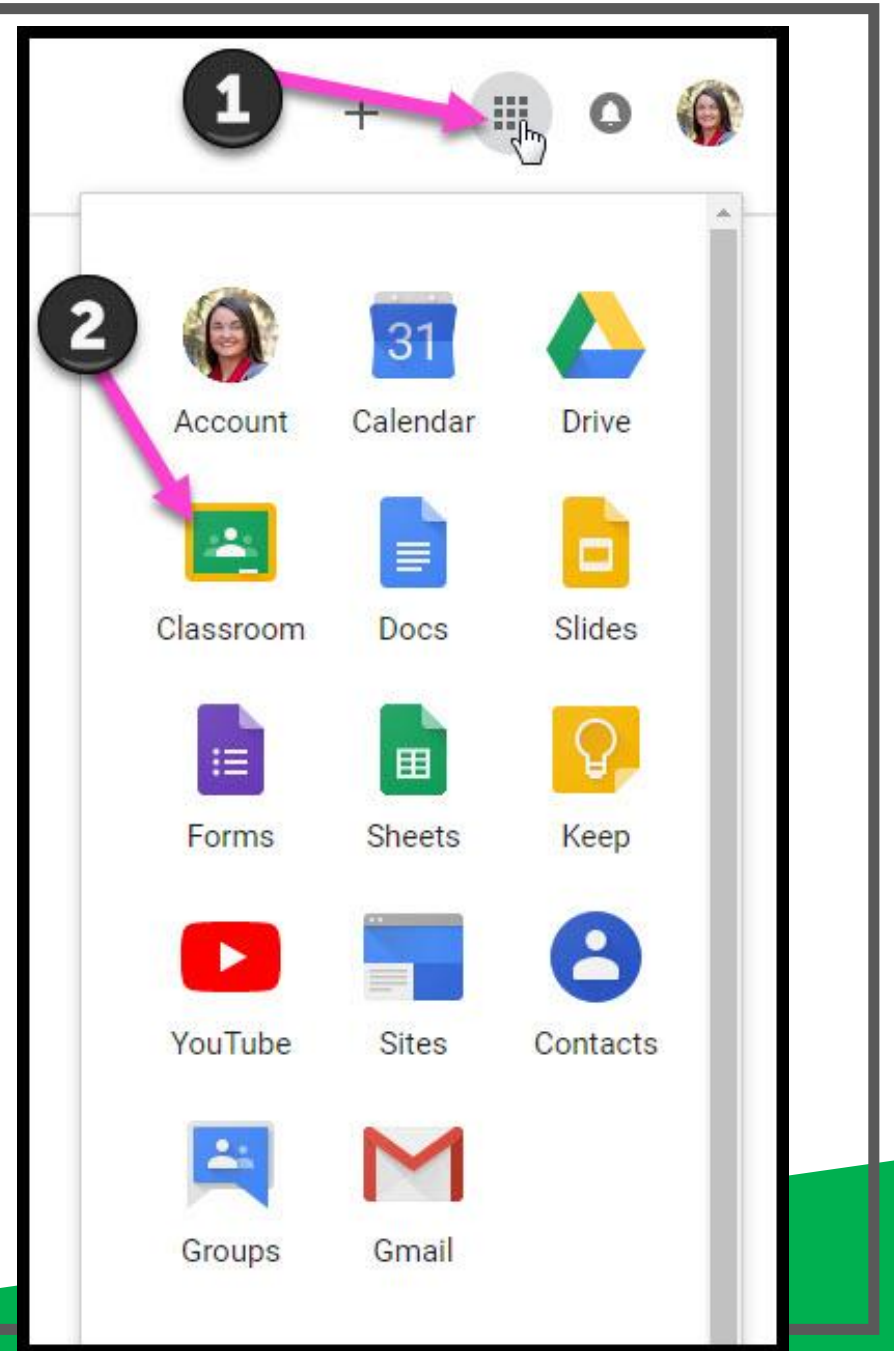 1
2
31
Account Calendar Drive
Classroom Docs Slides
Forms Sheets Keep
YouTube Sites Contacts
Groups Gmail